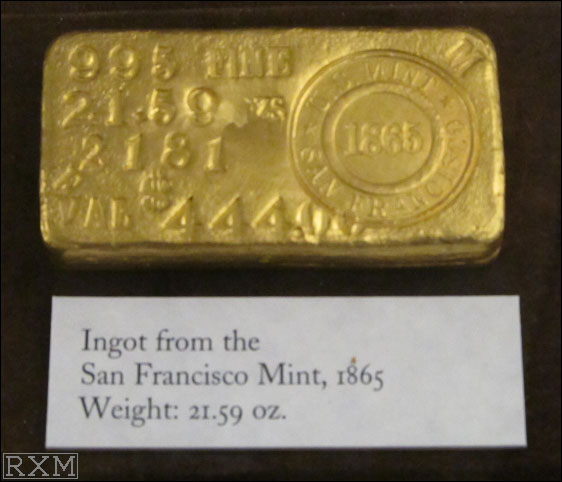 995 FINE
21.59 OZS
2181
VAL $ 444.01
U.S. MINT
SAN FRANCISCO
1865
Ingot from the
San Francisco Mint, 1865
Weight: 21.59 oz.
RXM